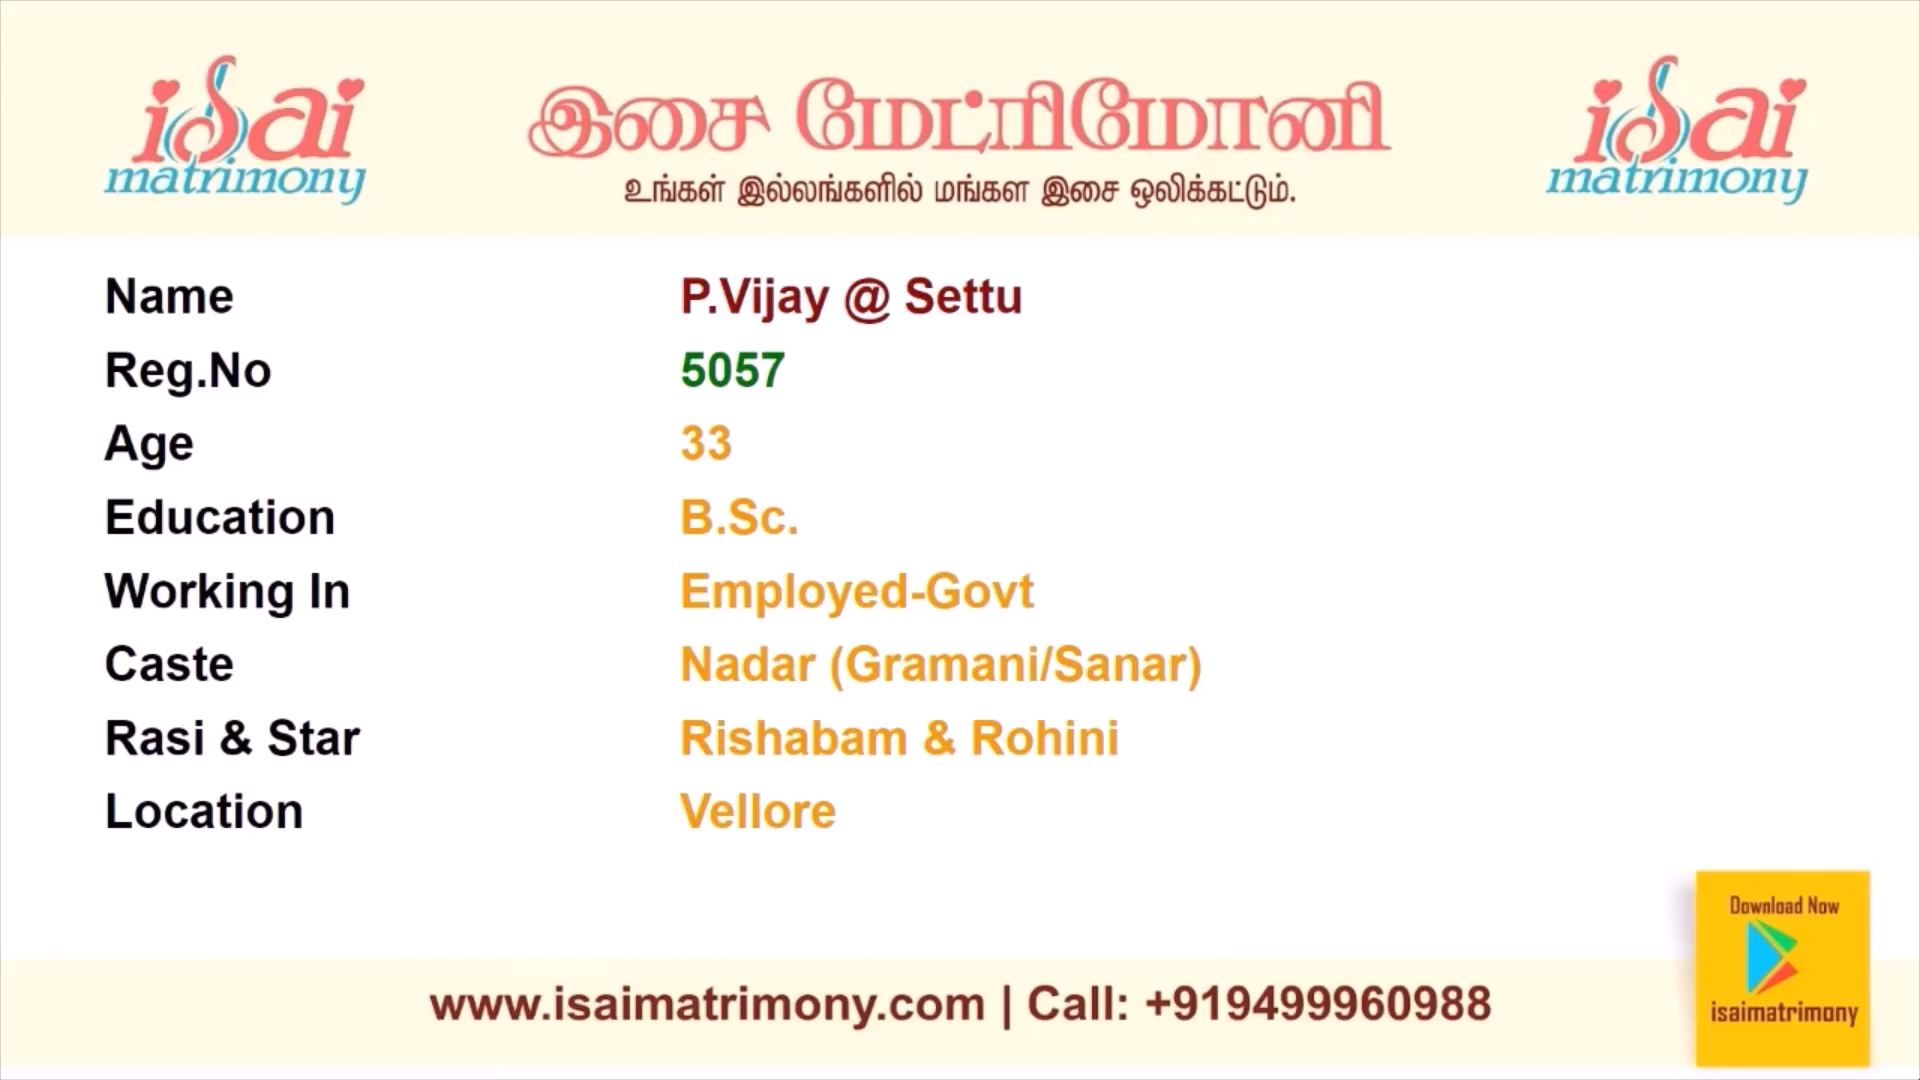 isai matrimony
இசை மேட்ரிமோனி
உங்கள் இல்லங்களில் மங்கள இசை ஒலிக்கட்டும்.
isai matrimony
Name P.Vijay @ Settu
Reg.No 5057
Age 33
Education B.Sc.
Working In Employed-Govt
Caste Nadar (Gramani/Sanar)
Rasi & Star Rishabam & Rohini
Location Vellore
Download Now
isaimatrimony
www.isaimatrimony.com | Call: +919499960988